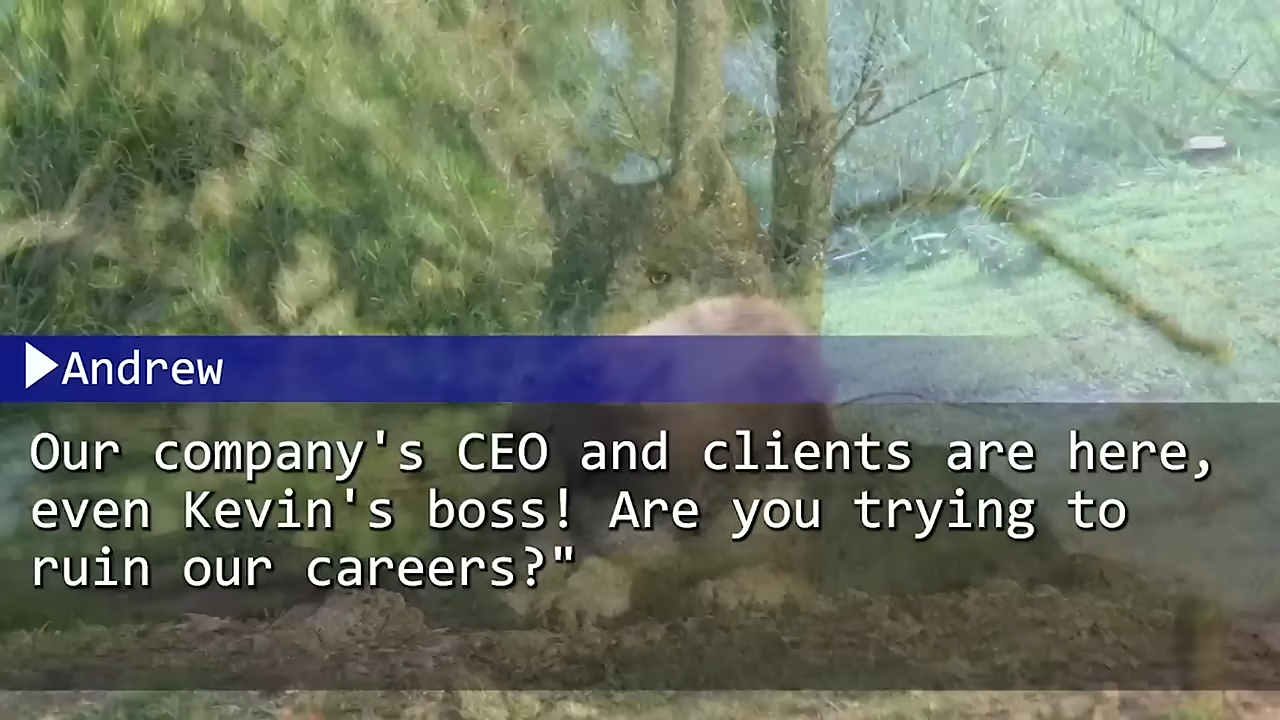 Andrew
Our company's CEO and clients are here,
even Kevin's boss! Are you trying to
ruin our careers?"